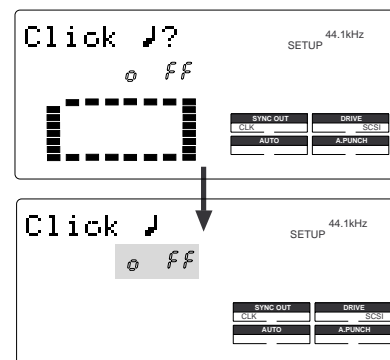 Click ♩?
44.1kHz
SETUP
o FF
SYNC OUT DRIVE
CLK SCSI
AUTO A.PUNCH
Click ♩
44.1kHz
SETUP
o FF
SYNC OUT DRIVE
CLK SCSI
AUTO A.PUNCH